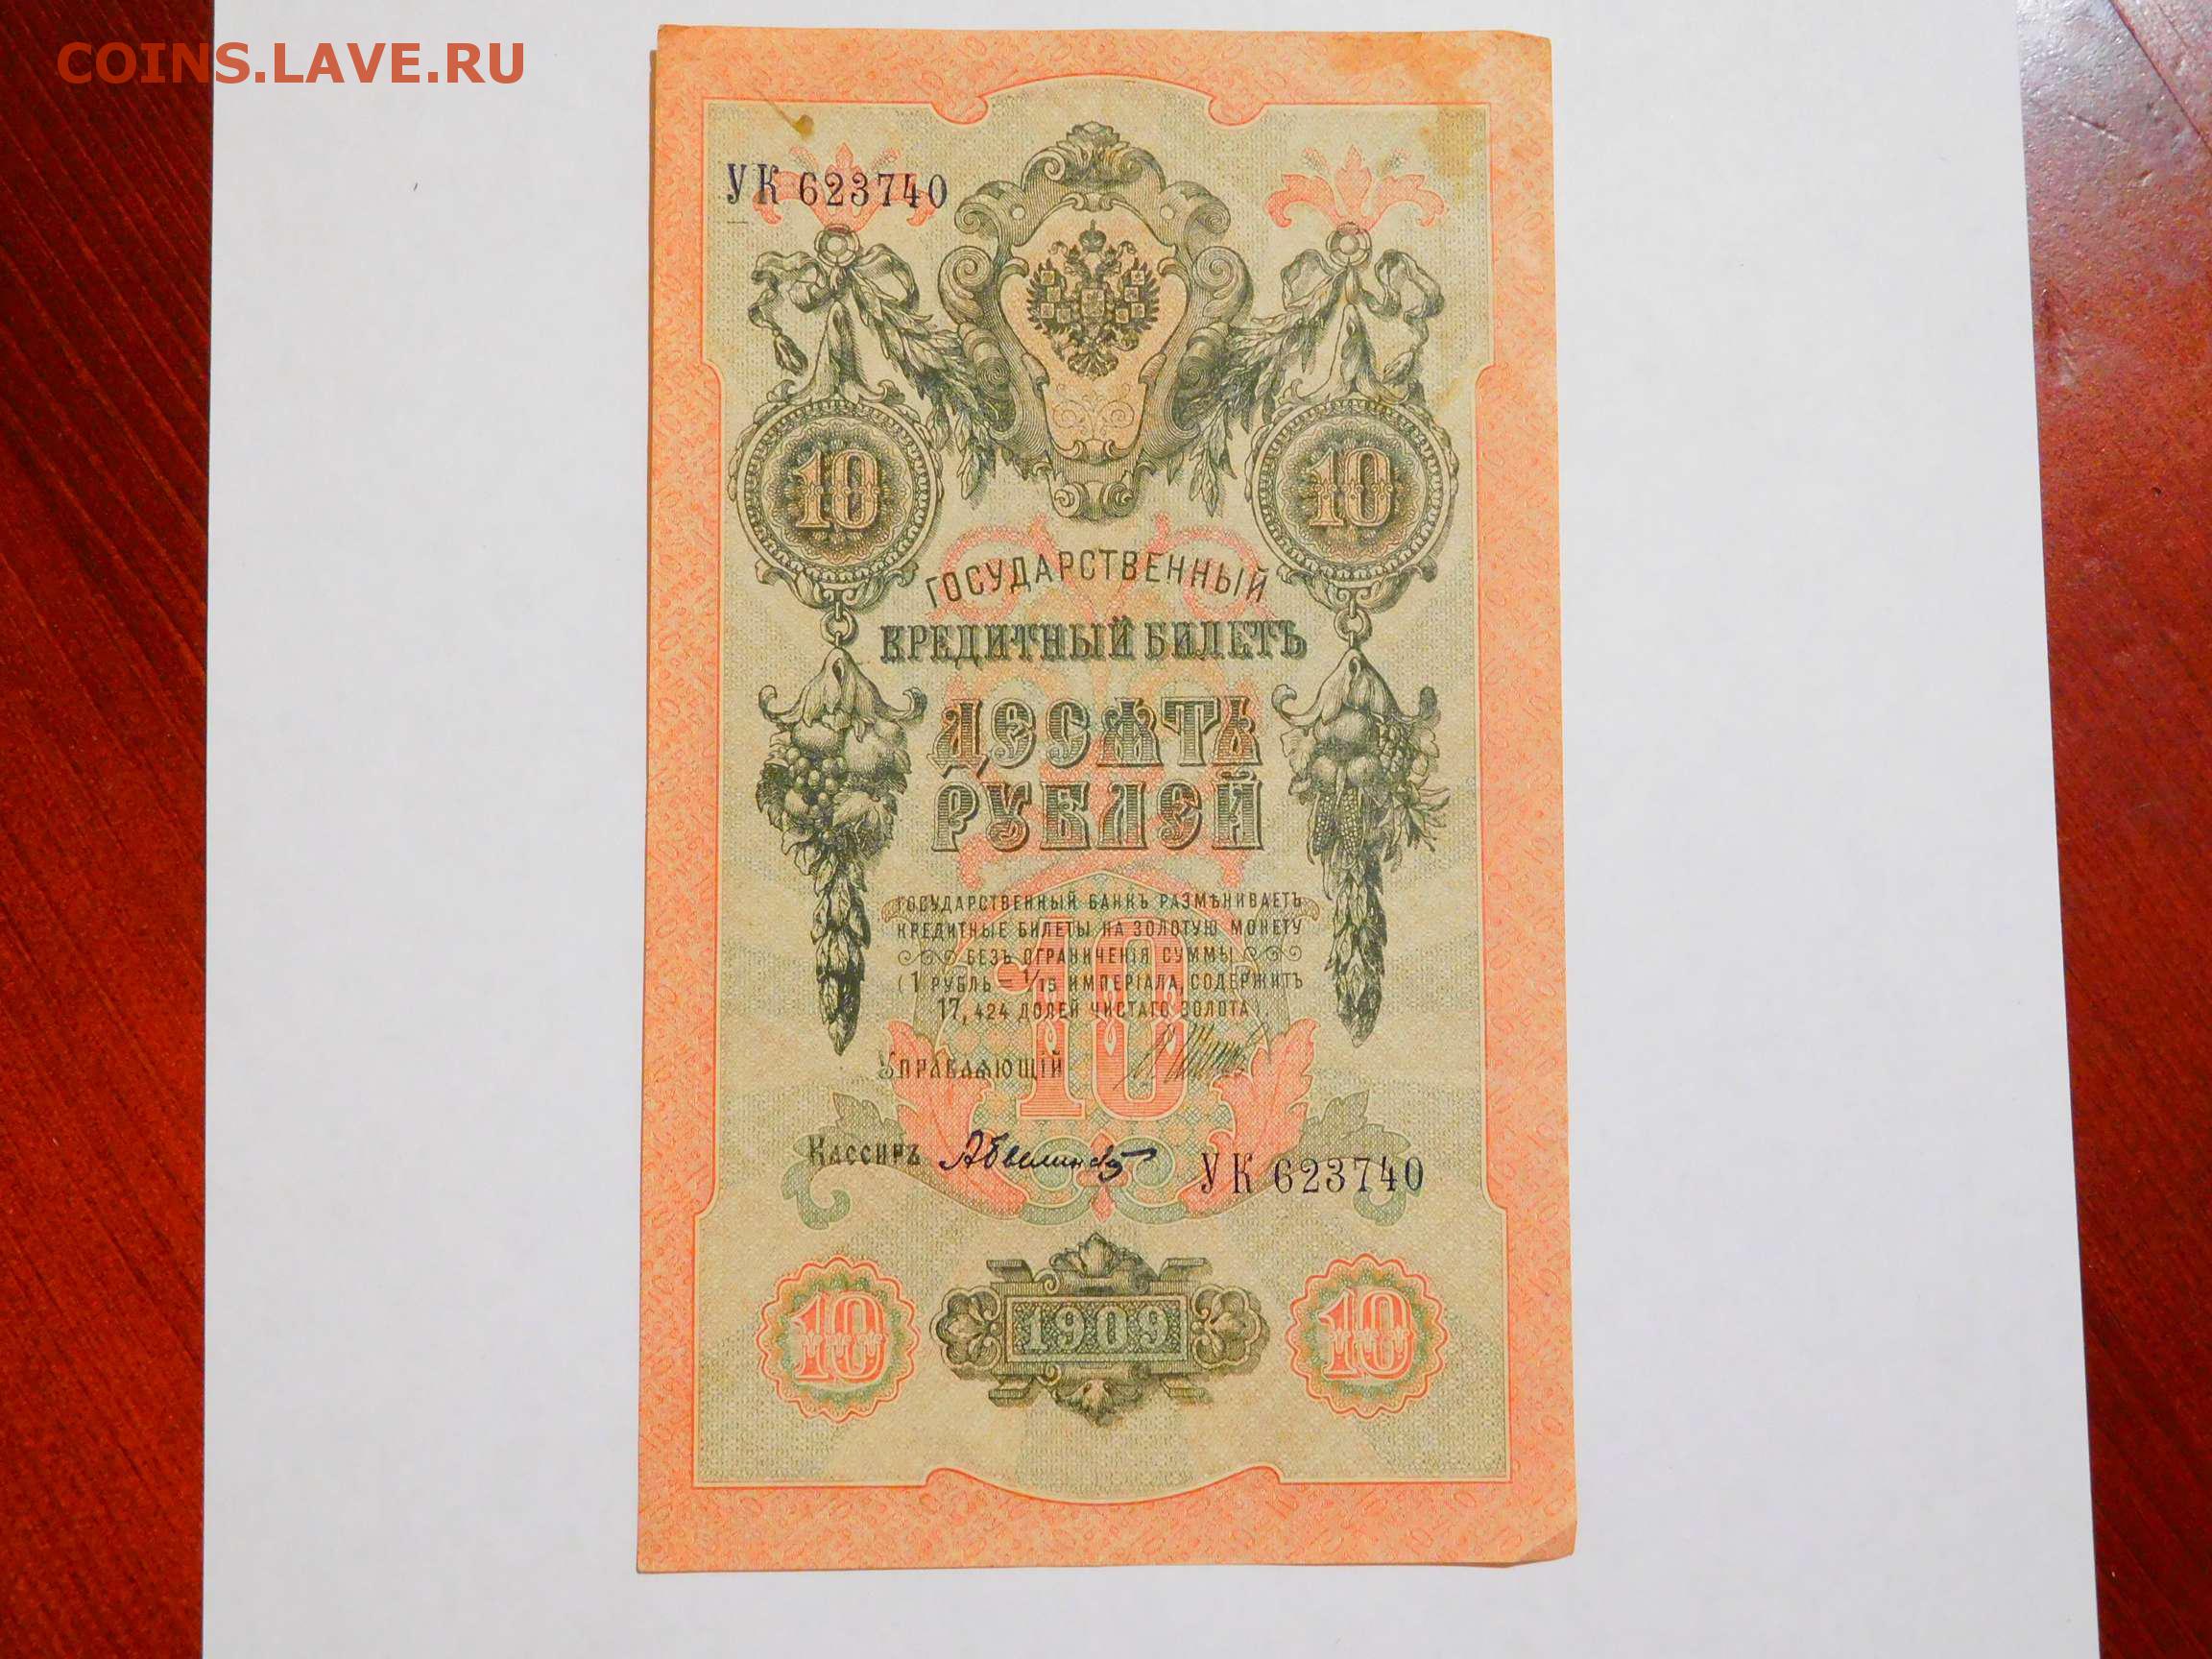 COINS.LAVE.RU
УК 623740
10 10
ГОСУДАРСТВЕННЫЙ
КРЕДИТНЫЙ БИЛЕТЪ
ДЕСЯТЬ
РУБЛЕЙ
ГОСУДАРСТВЕННЫЙ БАНКЪ РАЗМѢНИВАЕТЪ
КРЕДИТНЫЕ БИЛЕТЫ НА ЗОЛОТУЮ МОНЕТУ
БЕЗЪ ОГРАНИЧЕНІЯ СУММЫ
(1 РУБЛЬ = 1/15 ИМПЕРІАЛА, СОДЕРЖИТЪ
17,424 ДОЛЕЙ ЧИСТАГО ЗОЛОТА).
10
УПРАВЛЯЮЩІЙ
КАССИРЪ
УК 623740
10 1909 10